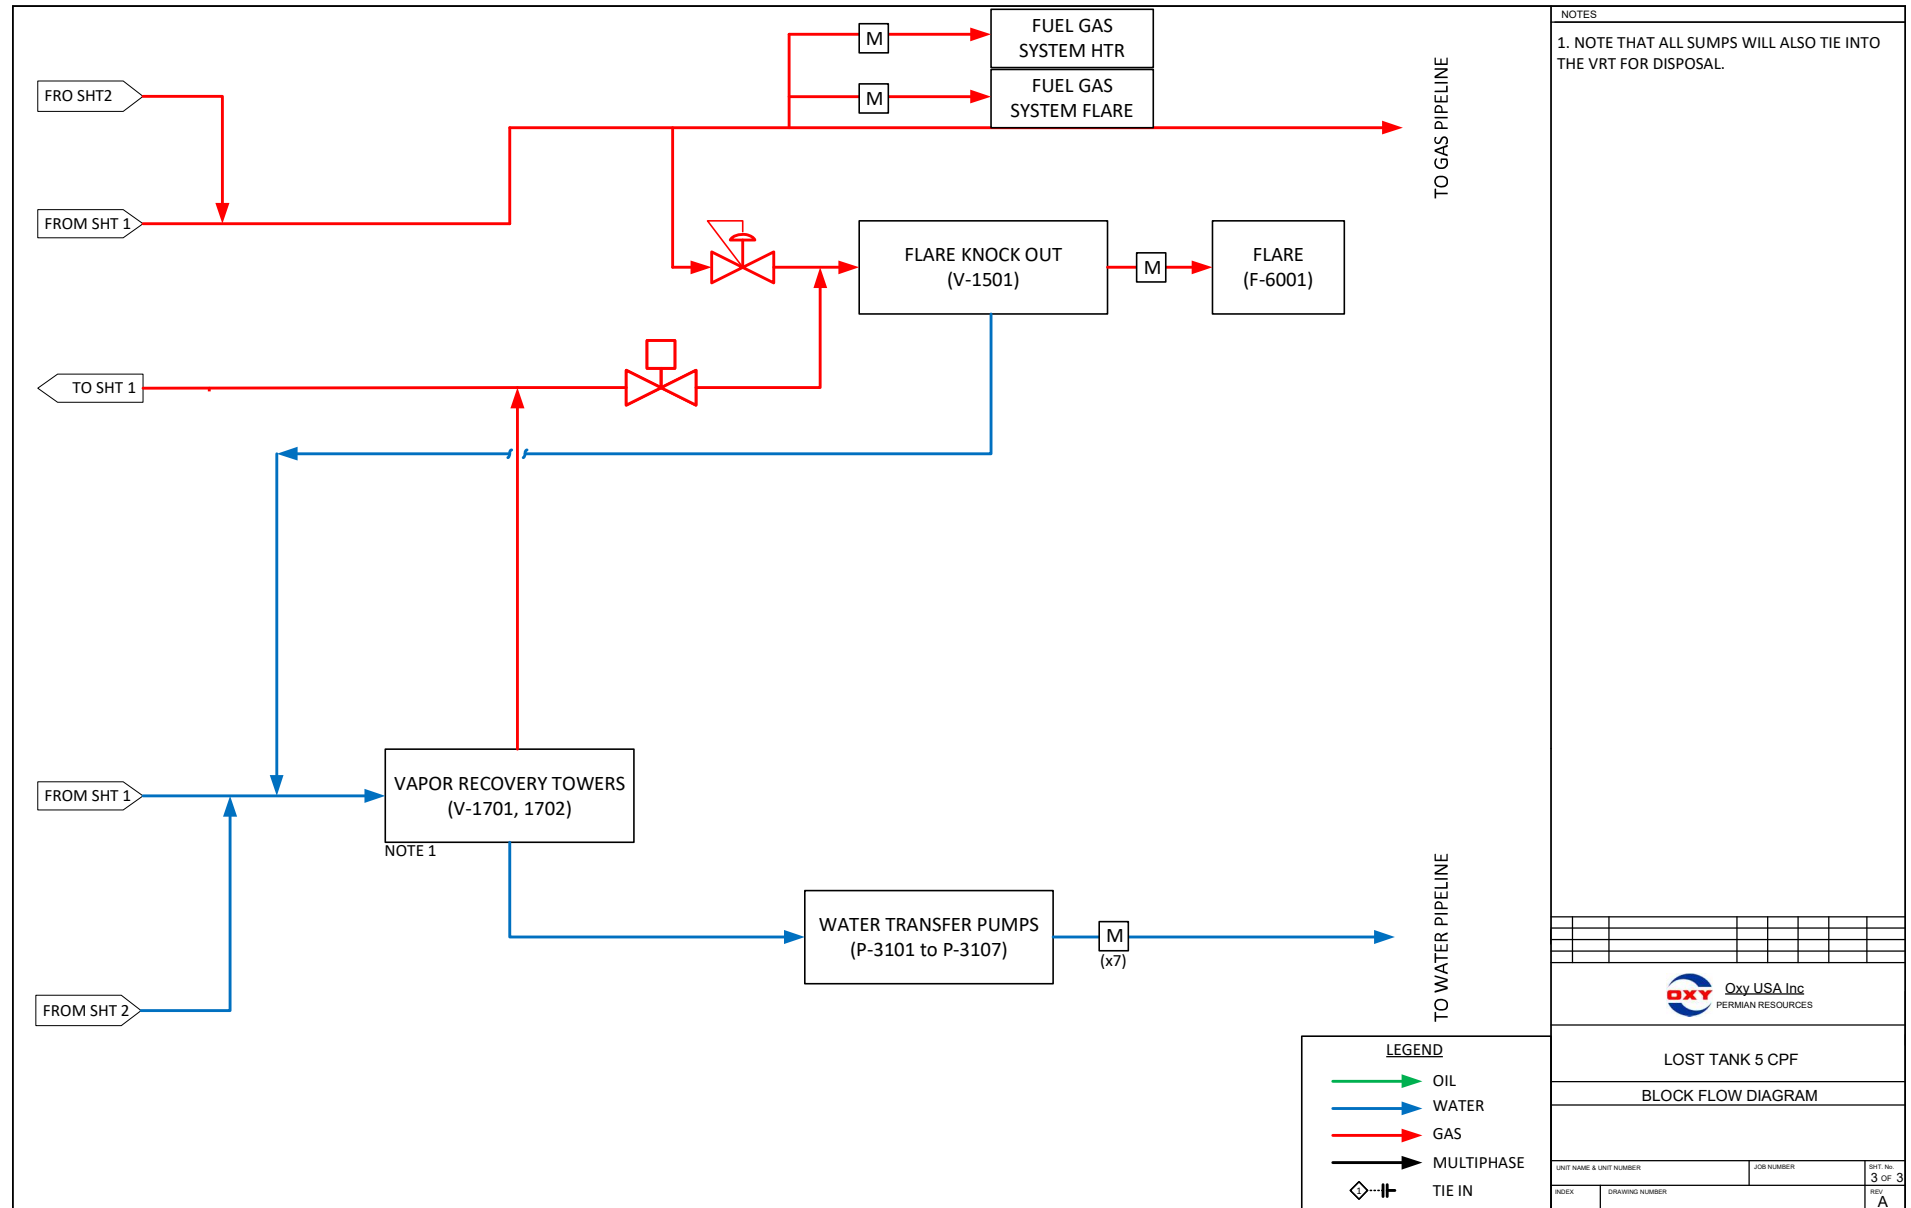 FUEL GAS
SYSTEM HTR
M
FUEL GAS
SYSTEM FLARE
M
FRO SHT2
FROM SHT 1
TO GAS PIPELINE
FLARE KNOCK OUT
(V-1501)
M
FLARE
(F-6001)
TO SHT 1
FROM SHT 1
VAPOR RECOVERY TOWERS
(V-1701, 1702)
NOTE 1
WATER TRANSFER PUMPS
(P-3101 to P-3107)
M
(x7)
TO WATER PIPELINE
FROM SHT 2
LEGEND
OIL
WATER
GAS
MULTIPHASE
1
TIE IN
NOTES
1. NOTE THAT ALL SUMPS WILL ALSO TIE INTO
THE VRT FOR DISPOSAL.
OXY
Oxy USA Inc
PERMIAN RESOURCES
LOST TANK 5 CPF
BLOCK FLOW DIAGRAM
UNIT NAME & UNIT NUMBER
JOB NUMBER
SHT. No.
3 OF 3
INDEX
DRAWING NUMBER
REV
A